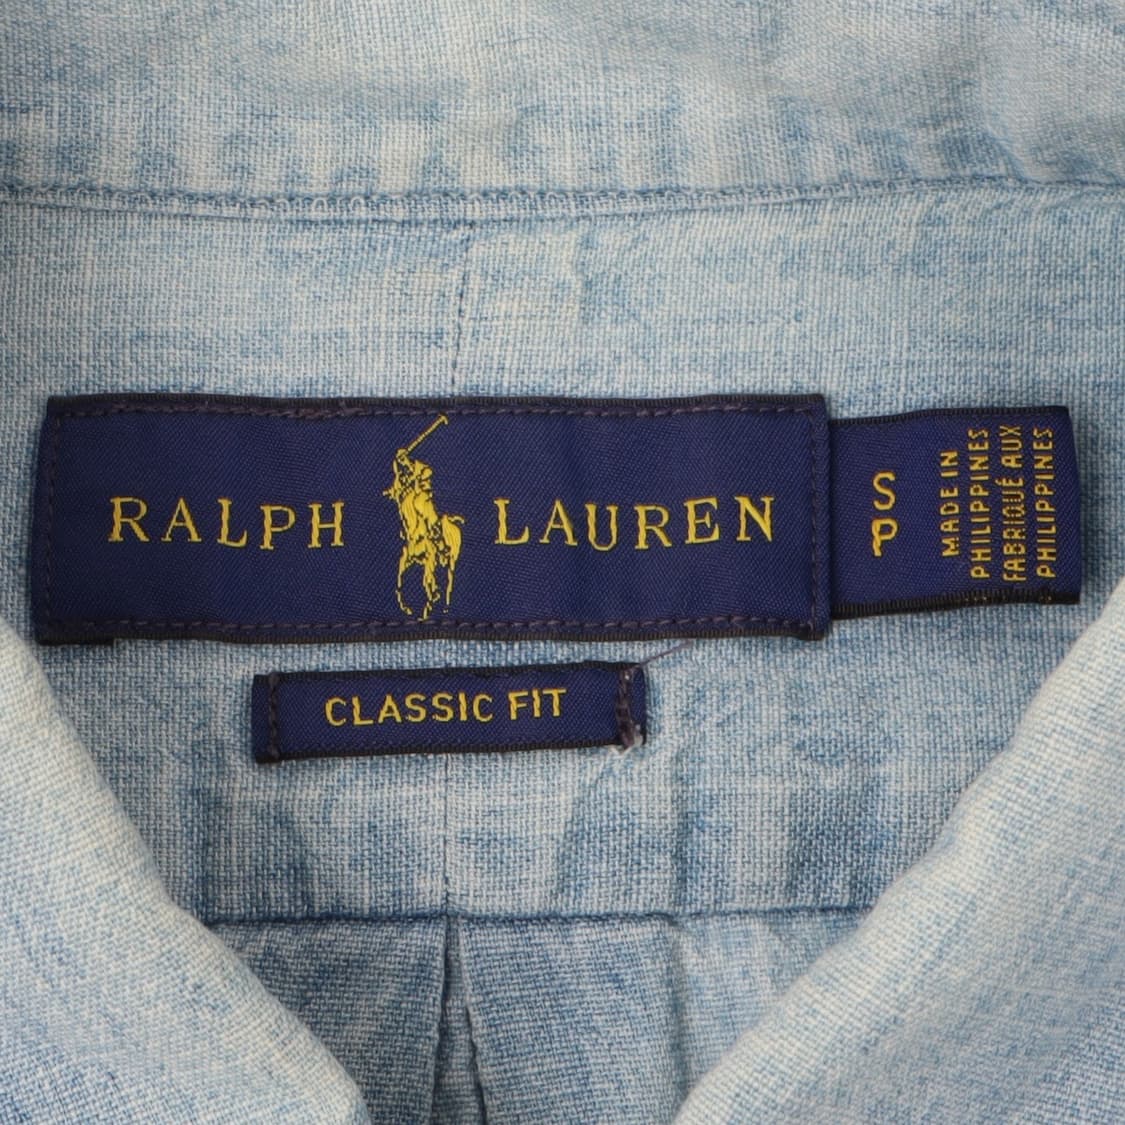 RALPH LAUREN
S
P
MADE IN
PHILIPPINES
FABRIQUÉ AUX
PHILIPPINES
CLASSIC FIT